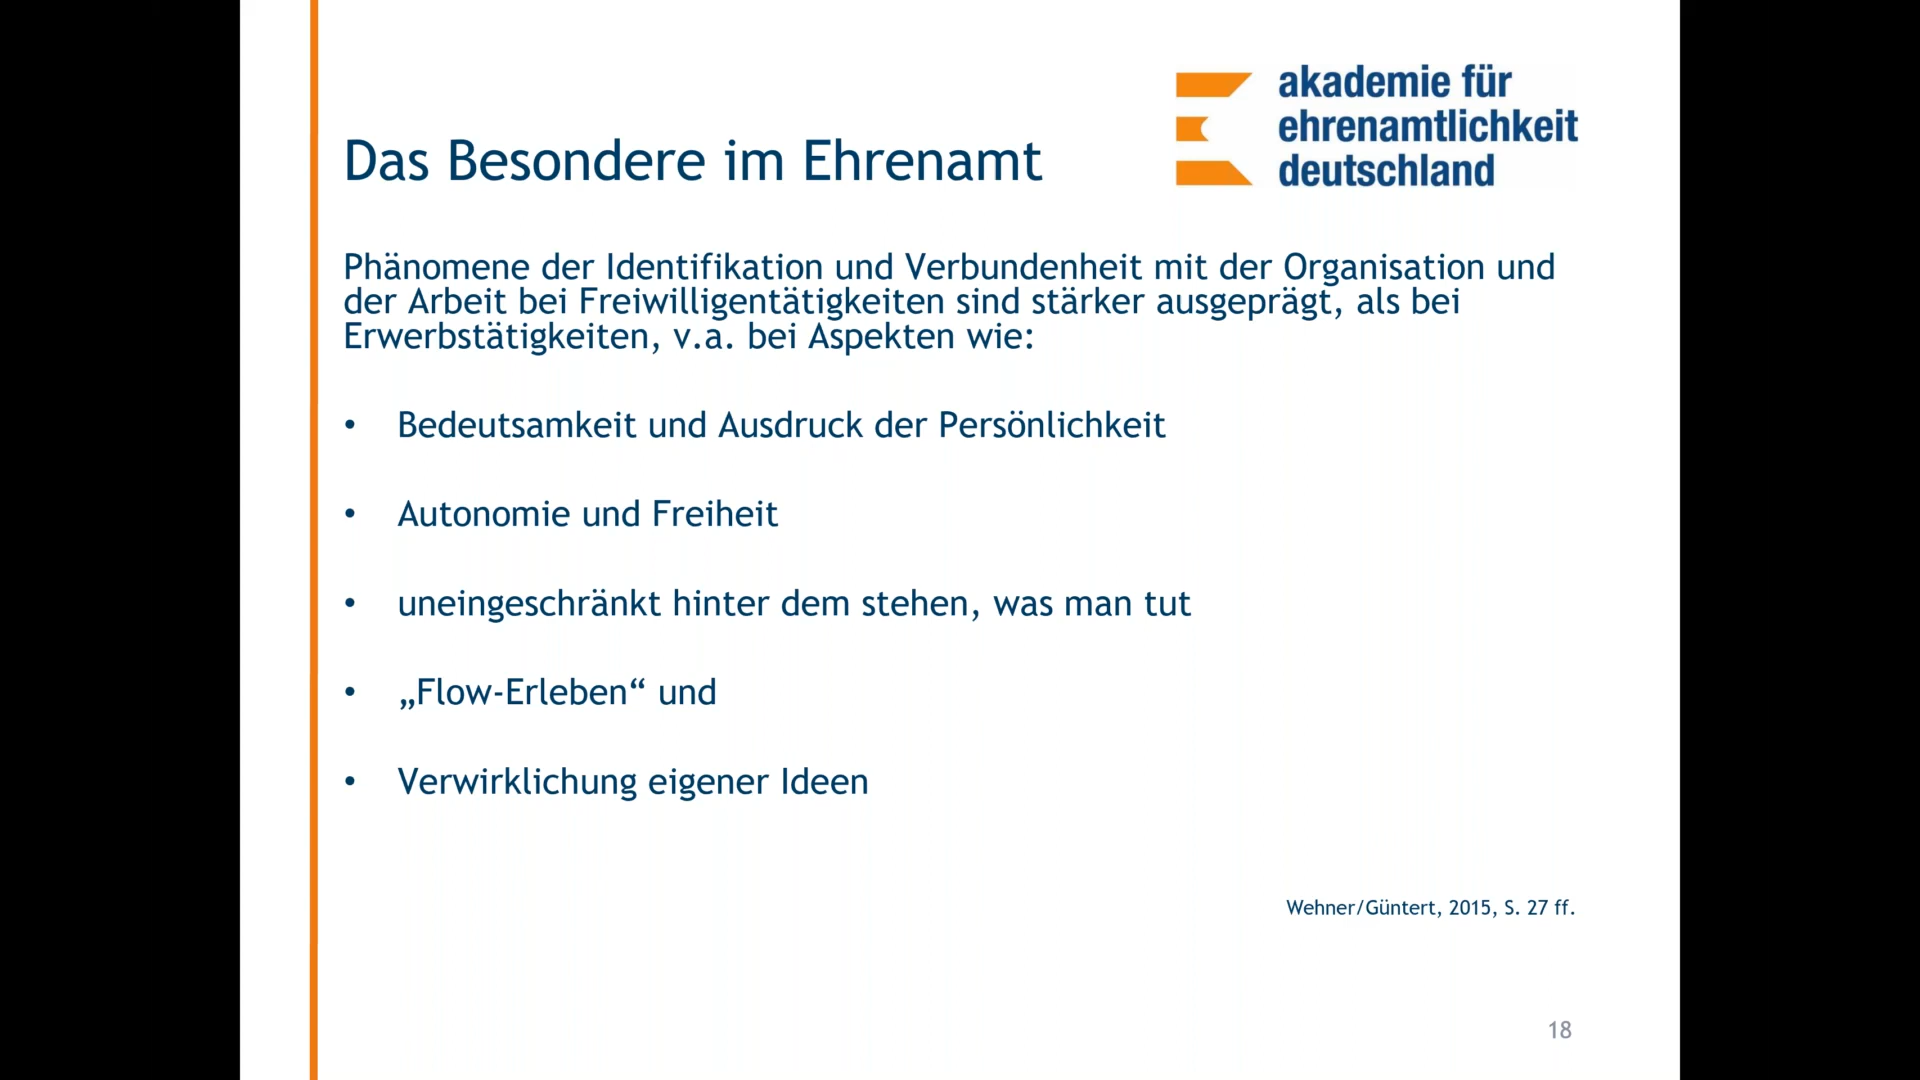 akademie für
ehrenamtlichkeit
deutschland
Das Besondere im Ehrenamt
Phänomene der Identifikation und Verbundenheit mit der Organisation und
der Arbeit bei Freiwilligentätigkeiten sind stärker ausgeprägt, als bei
Erwerbstätigkeiten, v.a. bei Aspekten wie:
• Bedeutsamkeit und Ausdruck der Persönlichkeit
• Autonomie und Freiheit
• uneingeschränkt hinter dem stehen, was man tut
• „Flow-Erleben“ und
• Verwirklichung eigener Ideen
Wehner/Güntert, 2015, S. 27 ff.
18